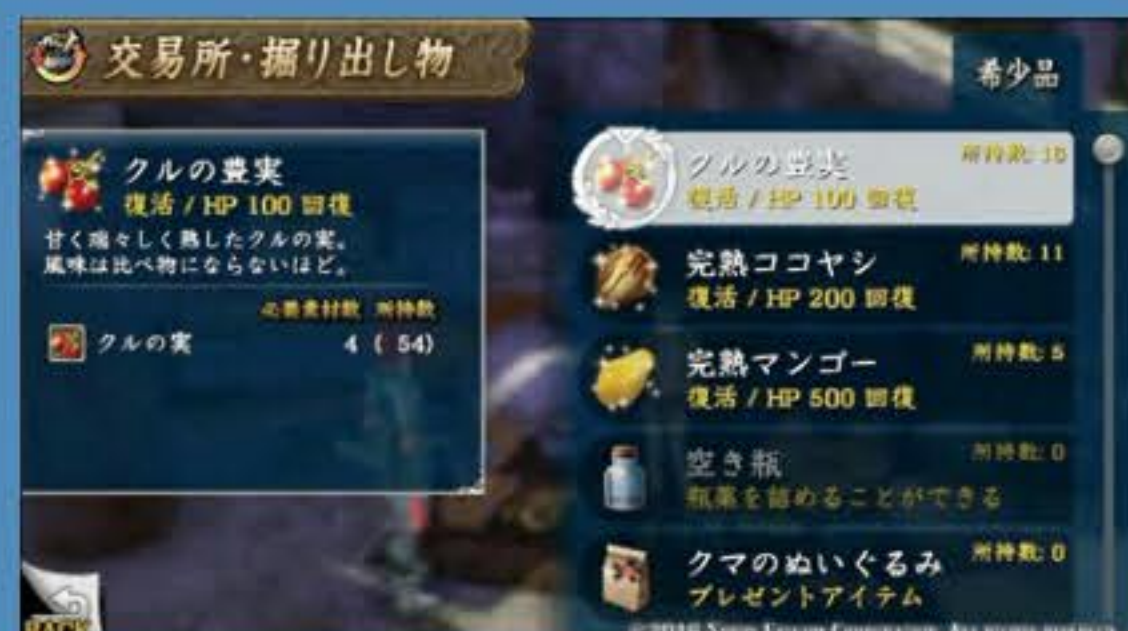 交易所・掘り出し物
希少品
クルの豊実
復活 / HP 100 回復
甘く瑞々しく熟したクルの実。
風味は比べ物にならないほど。
必要素材数 所持数
クルの実 4 ( 54)
クルの豊実
所持数:
復活 / HP 100 回復
完熟ココヤシ
所持数: 11
復活 / HP 200 回復
完熟マンゴー
所持数: 5
復活 / HP 500 回復
空き瓶
所持数: 0
瓶薬を詰めることができる
クマのぬいぐるみ
所持数: 0
プレゼントアイテム
BACK